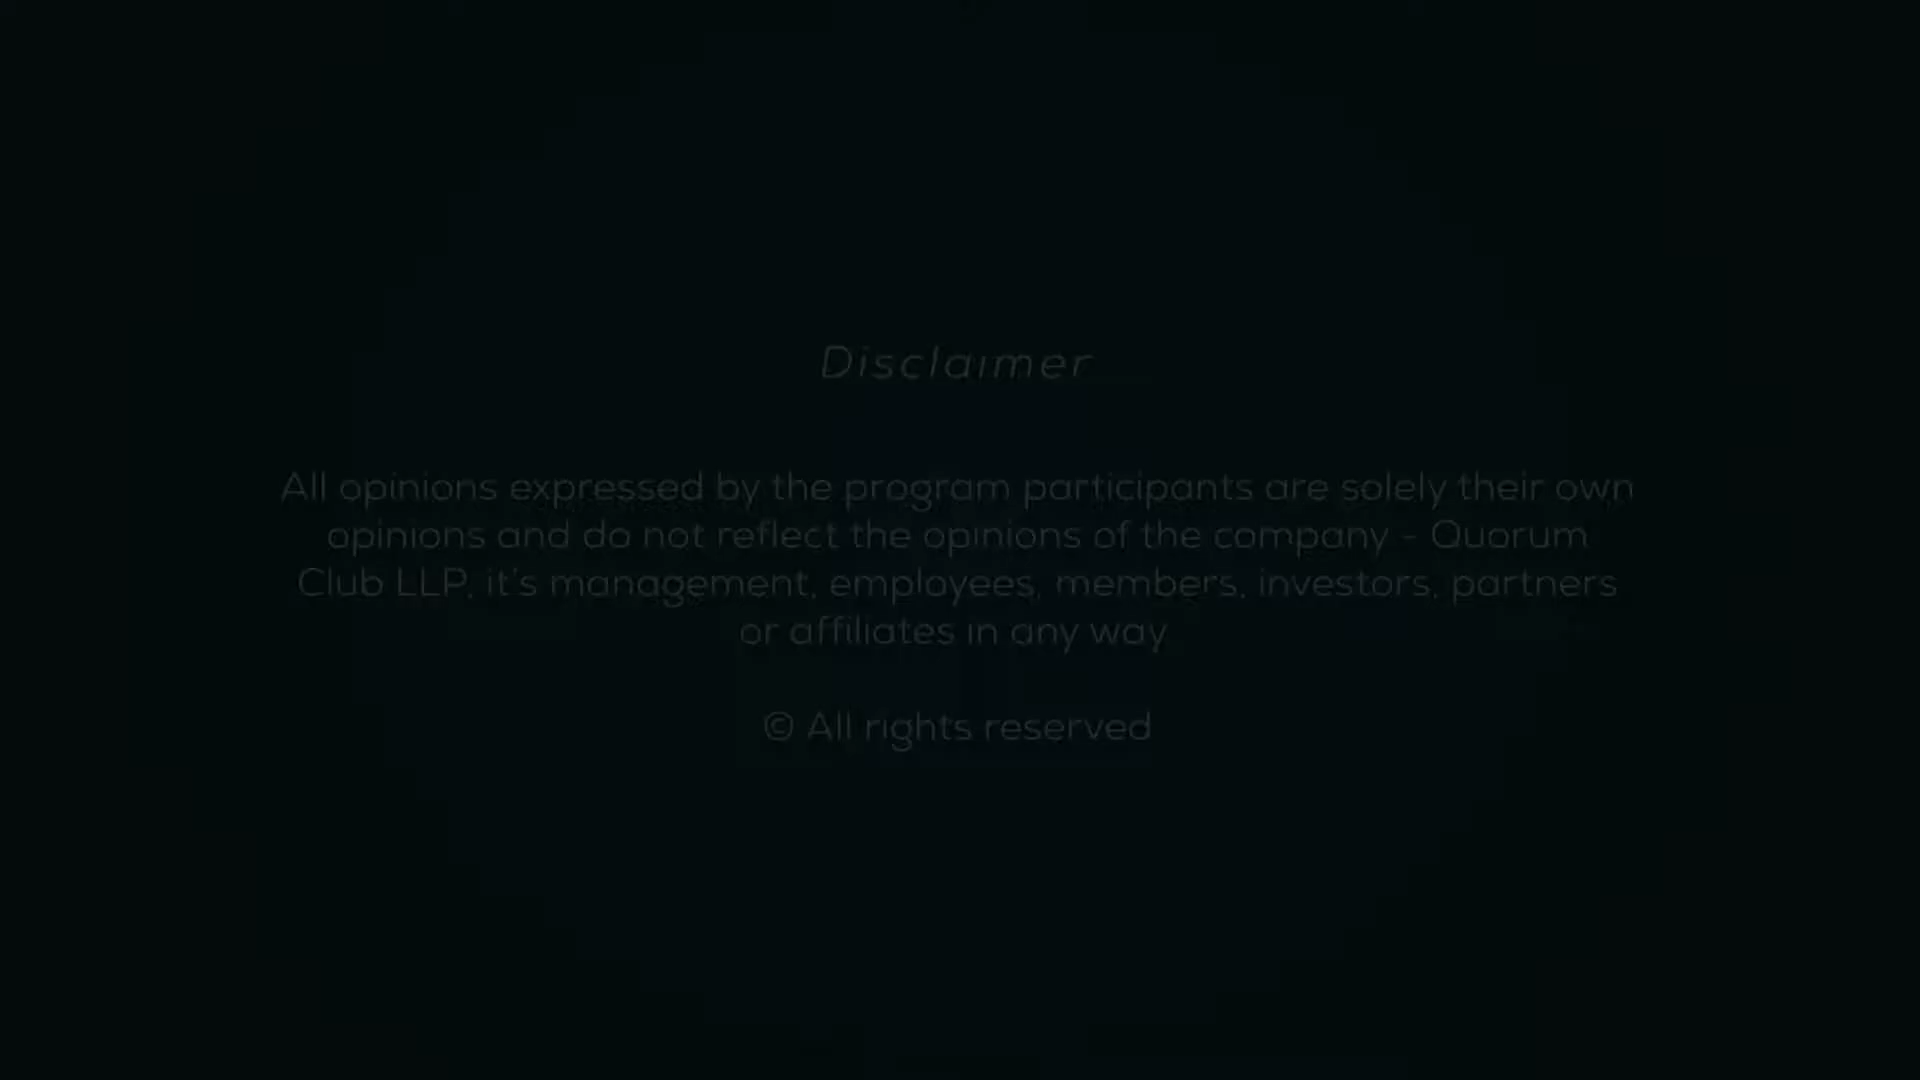 Disclaimer
All opinions expressed by the program participants are solely their own
opinions and do not reflect the opinions of the company - Quorum
Club LLP, it's management, employees, members, investors, partners
or affiliates in any way
© All rights reserved